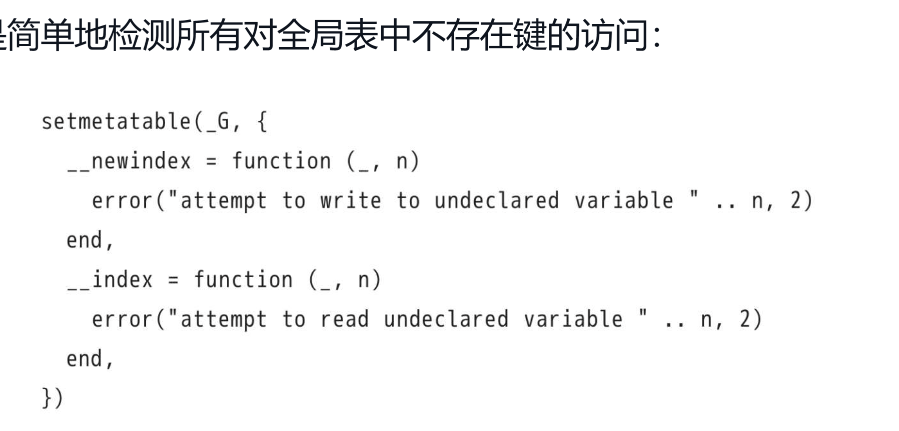 是简单地检测所有对全局表中不存在键的访问：
setmetatable(_G, {
  __newindex = function (_, n)
    error("attempt to write to undeclared variable " .. n, 2)
  end,
  __index = function (_, n)
    error("attempt to read undeclared variable " .. n, 2)
  end,
})